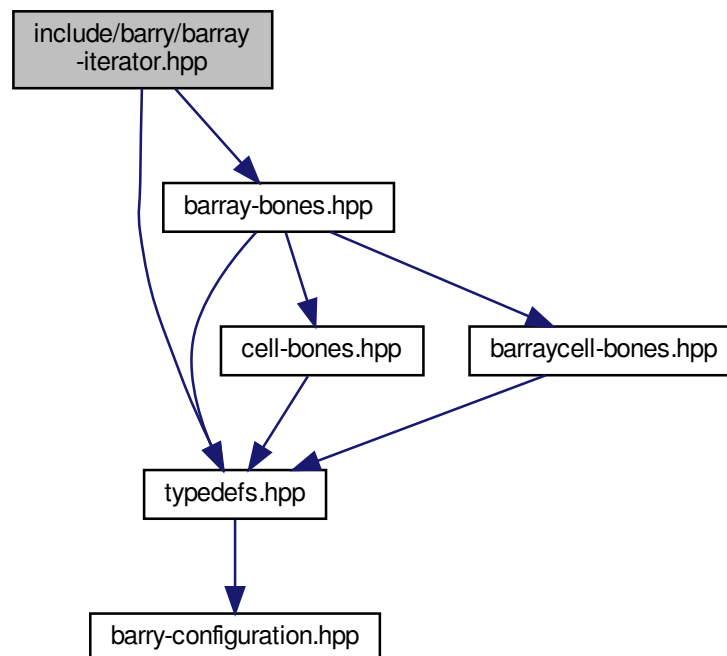 include/barry/barray
-iterator.hpp
barray-bones.hpp
cell-bones.hpp
barraycell-bones.hpp
typedefs.hpp
barry-configuration.hpp